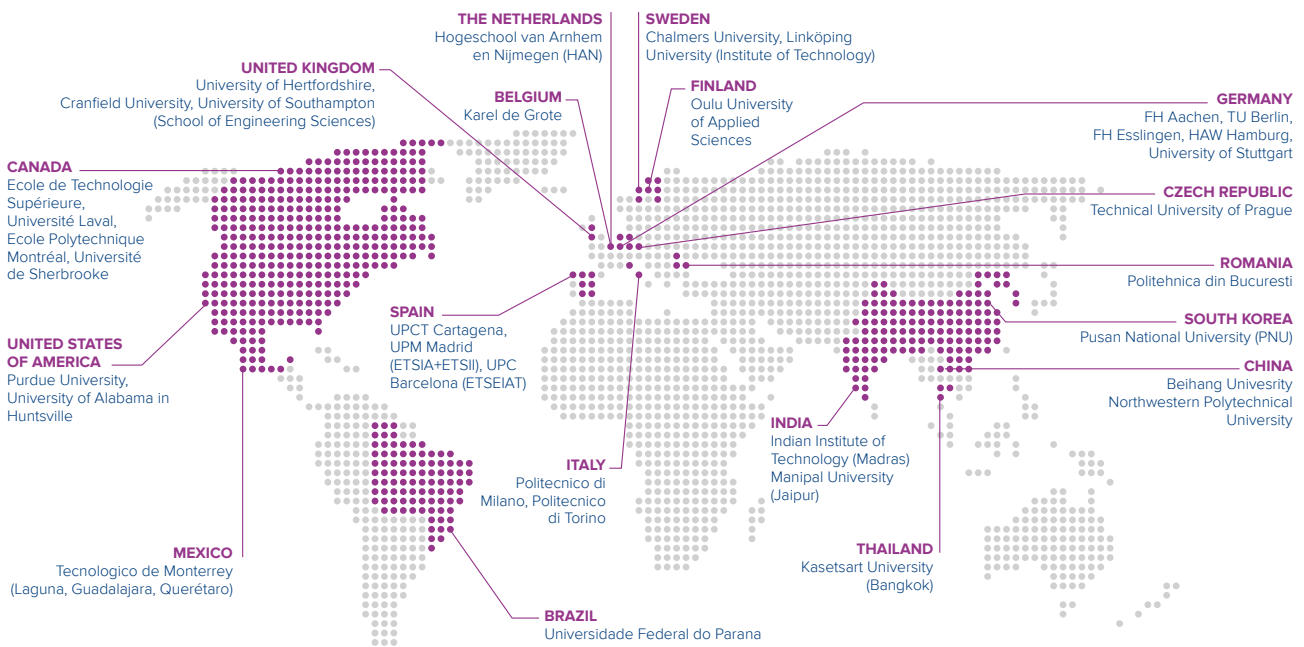 THE NETHERLANDS
Hogeschool van Arnhem
en Nijmegen (HAN)
SWEDEN
Chalmers University, Linköping
University (Institute of Technology)
UNITED KINGDOM
University of Hertfordshire,
Cranfield University, University of Southampton
(School of Engineering Sciences)
BELGIUM
Karel de Grote
FINLAND
Oulu University
of Applied
Sciences
GERMANY
FH Aachen, TU Berlin,
FH Esslingen, HAW Hamburg,
University of Stuttgart
CANADA
Ecole de Technologie
Supérieure,
Université Laval,
Ecole Polytechnique
Montréal, Université
de Sherbrooke
CZECH REPUBLIC
Technical University of Prague
ROMANIA
Politehnica din Bucuresti
SPAIN
UPCT Cartagena,
UPM Madrid
(ETSIA+ETSII), UPC
Barcelona (ETSEIAT)
SOUTH KOREA
Pusan National University (PNU)
UNITED STATES
OF AMERICA
Purdue University,
University of Alabama in
Huntsville
CHINA
Beihang Univesrity
Northwestern Polytechnical
University
INDIA
Indian Institute of
Technology (Madras)
Manipal University
(Jaipur)
ITALY
Politecnico di
Milano, Politecnico
di Torino
MEXICO
Tecnologico de Monterrey
(Laguna, Guadalajara, Querétaro)
THAILAND
Kasetsart University
(Bangkok)
BRAZIL
Universidade Federal do Parana